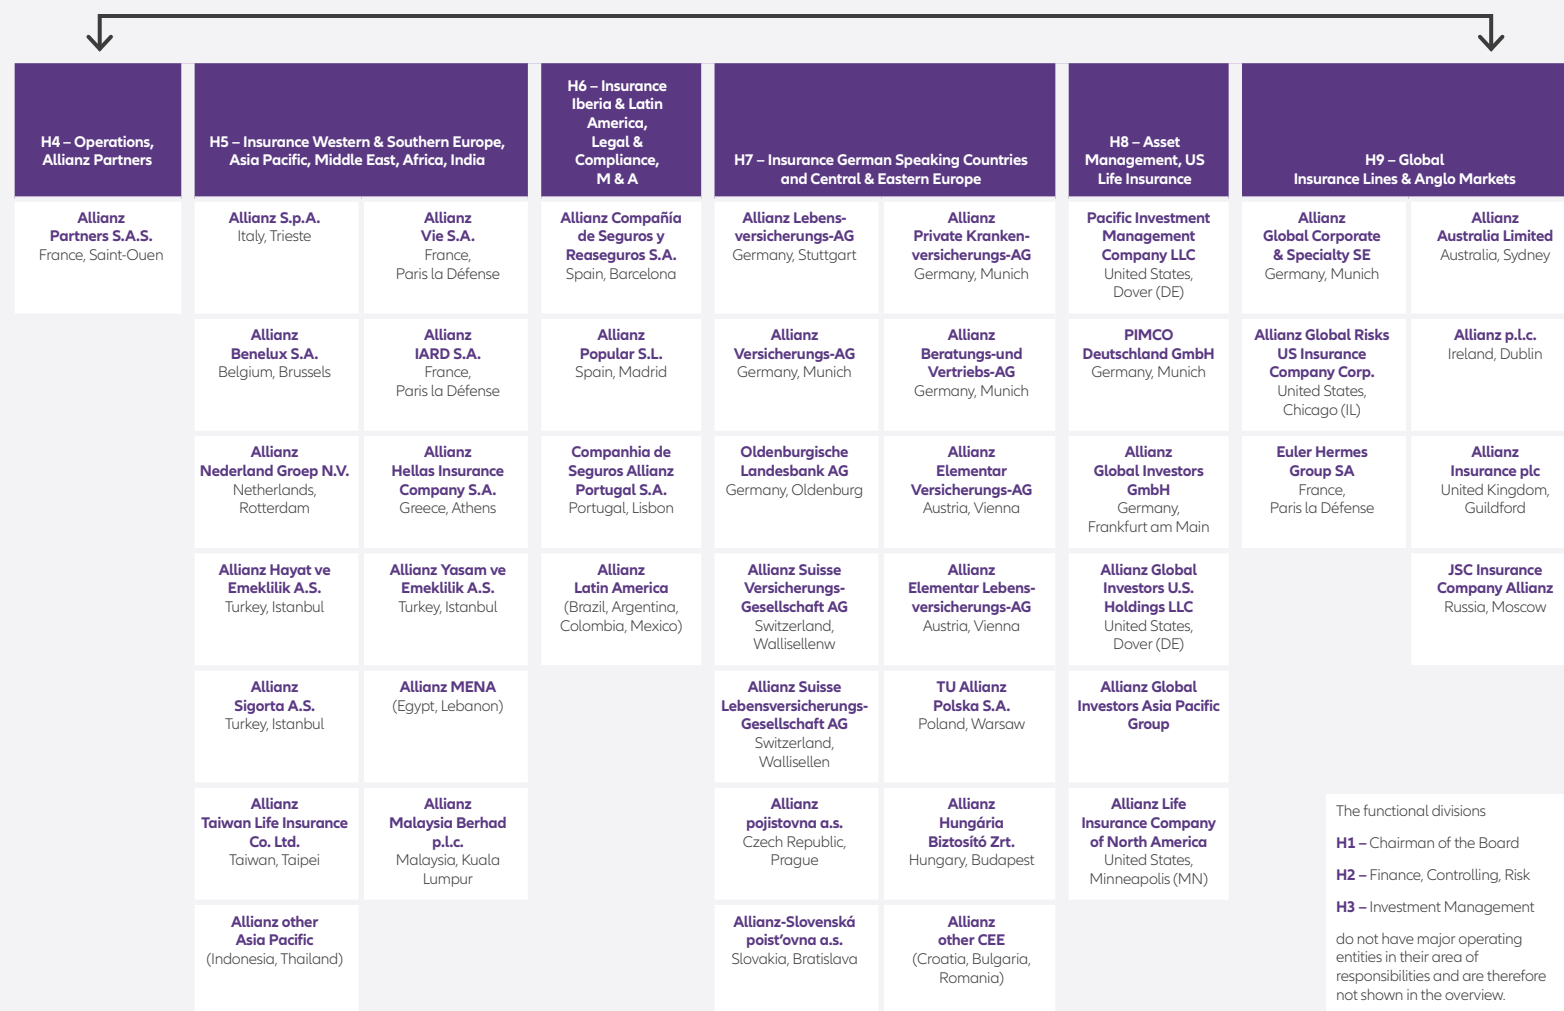 H4 – Operations,
Allianz Partners
H5 – Insurance Western & Southern Europe,
Asia Pacific, Middle East, Africa, India
H6 – Insurance
Iberia & Latin
America,
Legal &
Compliance,
M & A
H7 – Insurance German Speaking Countries
and Central & Eastern Europe
H8 – Asset
Management, US
Life Insurance
H9 – Global
Insurance Lines & Anglo Markets
Allianz
Partners S.A.S.
France, Saint-Ouen
Allianz S.p.A.
Italy, Trieste
Allianz
Vie S.A.
France,
Paris la Défense
Allianz Compañía
de Seguros y
Reaseguros S.A.
Spain, Barcelona
Allianz Lebens-
versicherungs-AG
Germany, Stuttgart
Allianz
Private Kranken-
versicherungs-AG
Germany, Munich
Pacific Investment
Management
Company LLC
United States,
Dover (DE)
Allianz
Global Corporate
& Specialty SE
Germany, Munich
Allianz
Australia Limited
Australia, Sydney
Allianz
Benelux S.A.
Belgium, Brussels
Allianz
IARD S.A.
France,
Paris la Défense
Allianz
Popular S.L.
Spain, Madrid
Allianz
Versicherungs-AG
Germany, Munich
Allianz
Beratungs-und
Vertriebs-AG
Germany, Munich
PIMCO
Deutschland GmbH
Germany, Munich
Allianz Global Risks
US Insurance
Company Corp.
United States,
Chicago (IL)
Allianz p.l.c.
Ireland, Dublin
Allianz
Nederland Groep N.V.
Netherlands,
Rotterdam
Allianz
Hellas Insurance
Company S.A.
Greece, Athens
Companhia de
Seguros Allianz
Portugal S.A.
Portugal, Lisbon
Oldenburgische
Landesbank AG
Germany, Oldenburg
Allianz
Elementar
Versicherungs-AG
Austria, Vienna
Allianz
Global Investors
GmbH
Germany,
Frankfurt am Main
Euler Hermes
Group SA
France,
Paris la Défense
Allianz
Insurance plc
United Kingdom,
Guildford
Allianz Hayat ve
Emeklilik A.S.
Turkey, Istanbul
Allianz Yasam ve
Emeklilik A.S.
Turkey, Istanbul
Allianz
Latin America
(Brazil, Argentina,
Colombia, Mexico)
Allianz Suisse
Versicherungs-
Gesellschaft AG
Switzerland,
Wallisellenw
Allianz
Elementar Lebens-
versicherungs-AG
Austria, Vienna
Allianz Global
Investors U.S.
Holdings LLC
United States,
Dover (DE)
JSC Insurance
Company Allianz
Russia, Moscow
Allianz
Sigorta A.S.
Turkey, Istanbul
Allianz MENA
(Egypt, Lebanon)
Allianz Suisse
Lebensversicherungs-
Gesellschaft AG
Switzerland,
Wallisellen
TU Allianz
Polska S.A.
Poland, Warsaw
Allianz Global
Investors Asia Pacific
Group
Allianz
Taiwan Life Insurance
Co. Ltd.
Taiwan, Taipei
Allianz
Malaysia Berhad
p.l.c.
Malaysia, Kuala
Lumpur
Allianz
pojistovna a.s.
Czech Republic,
Prague
Allianz
Hungária
Biztosító Zrt.
Hungary, Budapest
Allianz Life
Insurance Company
of North America
United States,
Minneapolis (MN)
Allianz other
Asia Pacific
(Indonesia, Thailand)
Allianz-Slovenská
poist’ovna a.s.
Slovakia, Bratislava
Allianz
other CEE
(Croatia, Bulgaria,
Romania)
The functional divisions
H1 – Chairman of the Board
H2 – Finance, Controlling, Risk
H3 – Investment Management
do not have major operating
entities in their area of
responsibilities and are therefore
not shown in the overview.